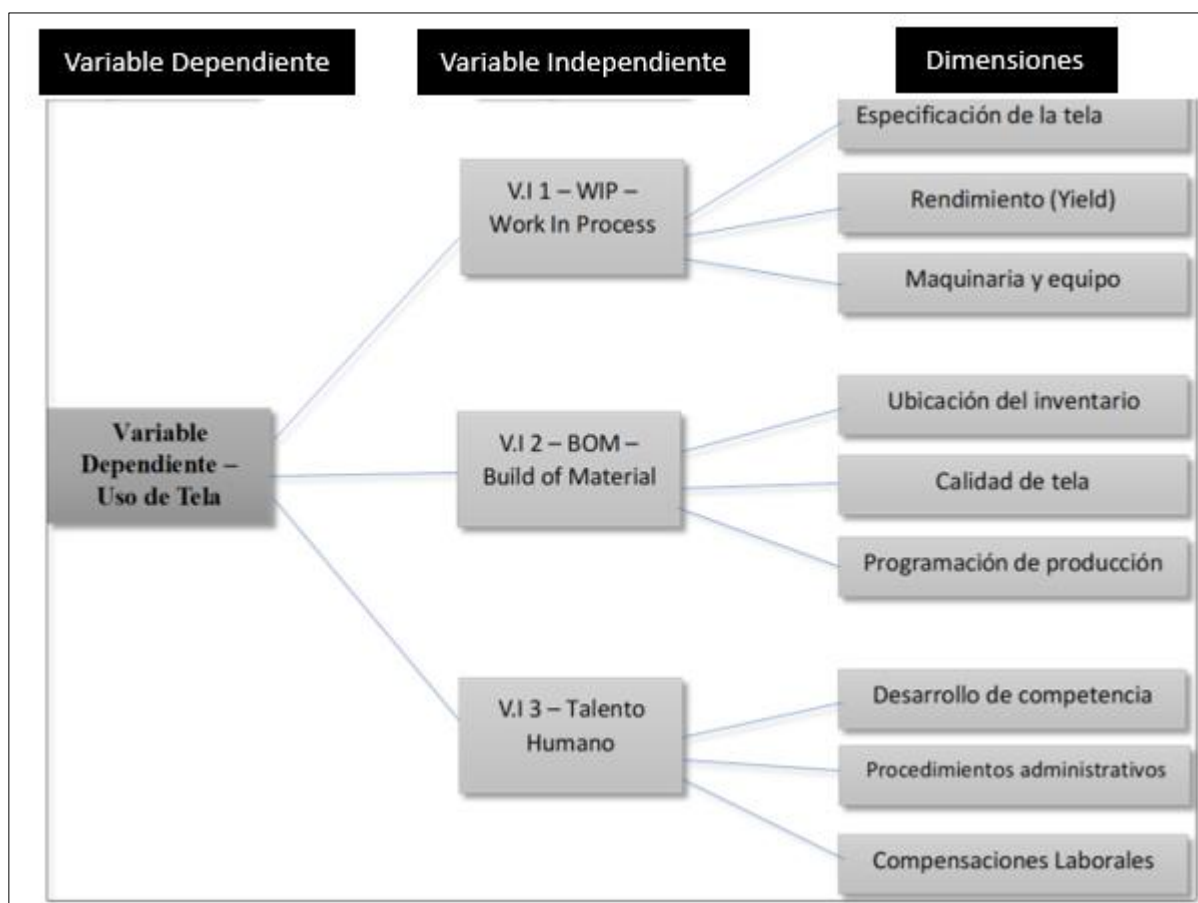 Variable Dependiente
Variable Independiente
Dimensiones
Especificación de la tela
V.I 1 – WIP –
Work In Process
Rendimiento (Yield)
Maquinaria y equipo
Variable
Dependiente –
Uso de Tela
V.I 2 – BOM –
Build of Material
Ubicación del inventario
Calidad de tela
Programación de producción
V.I 3 – Talento
Humano
Desarrollo de competencia
Procedimientos administrativos
Compensaciones Laborales